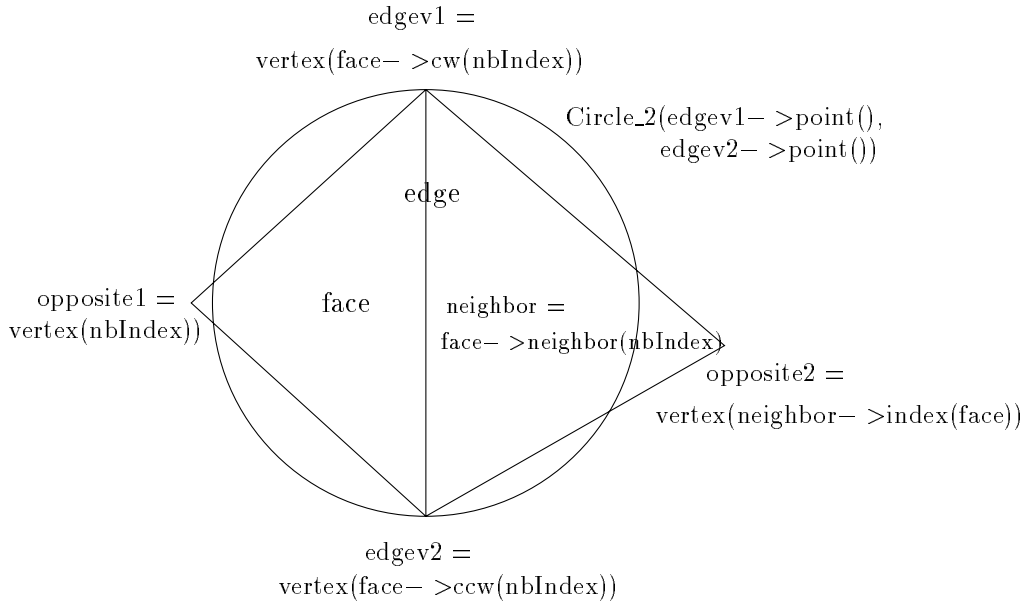 edgev1 =
vertex(face- >cw(nbIndex))
Circle_2(edgev1- >point(),
edgev2- >point())
edge
opposite1 =
vertex(nbIndex))
face
neighbor =
face- >neighbor(nbIndex)
opposite2 =
vertex(neighbor- >index(face))
edgev2 =
vertex(face- >ccw(nbIndex))